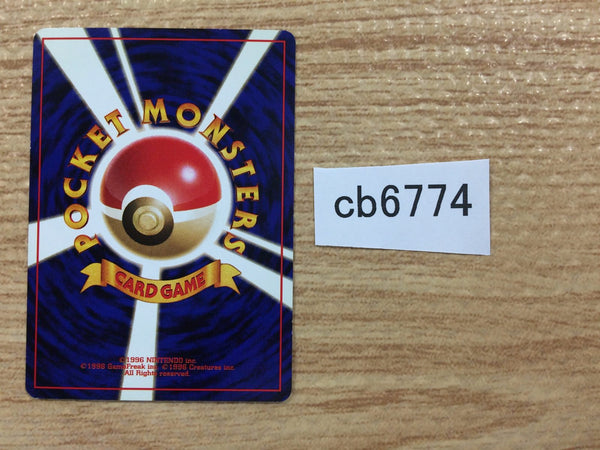 POCKET MONSTERS
CARD GAME
©1996 NINTENDO inc.
©1996 GameFreak inc. ©1996 Creatures inc.
All Rights reserved.
cb6774